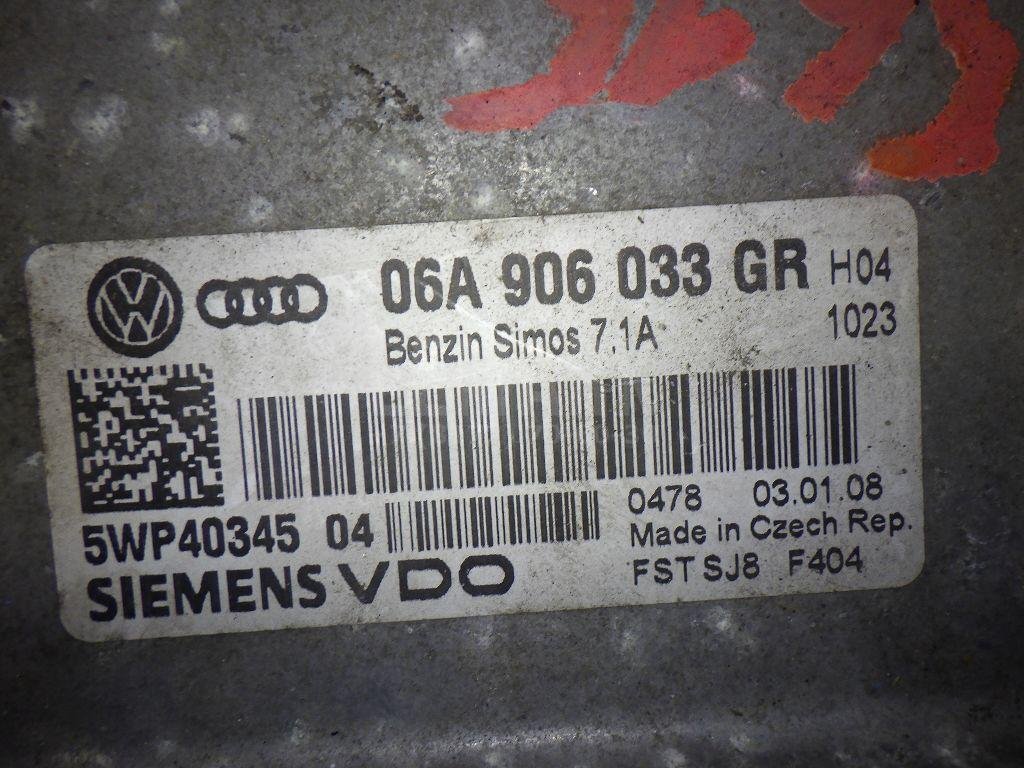 06A 906 033 GR H04
Benzin Simos 7.1A 1023
0478 03.01.08
5WP40345 04 Made in Czech Rep.
SIEMENS VDO FST SJ8 F404